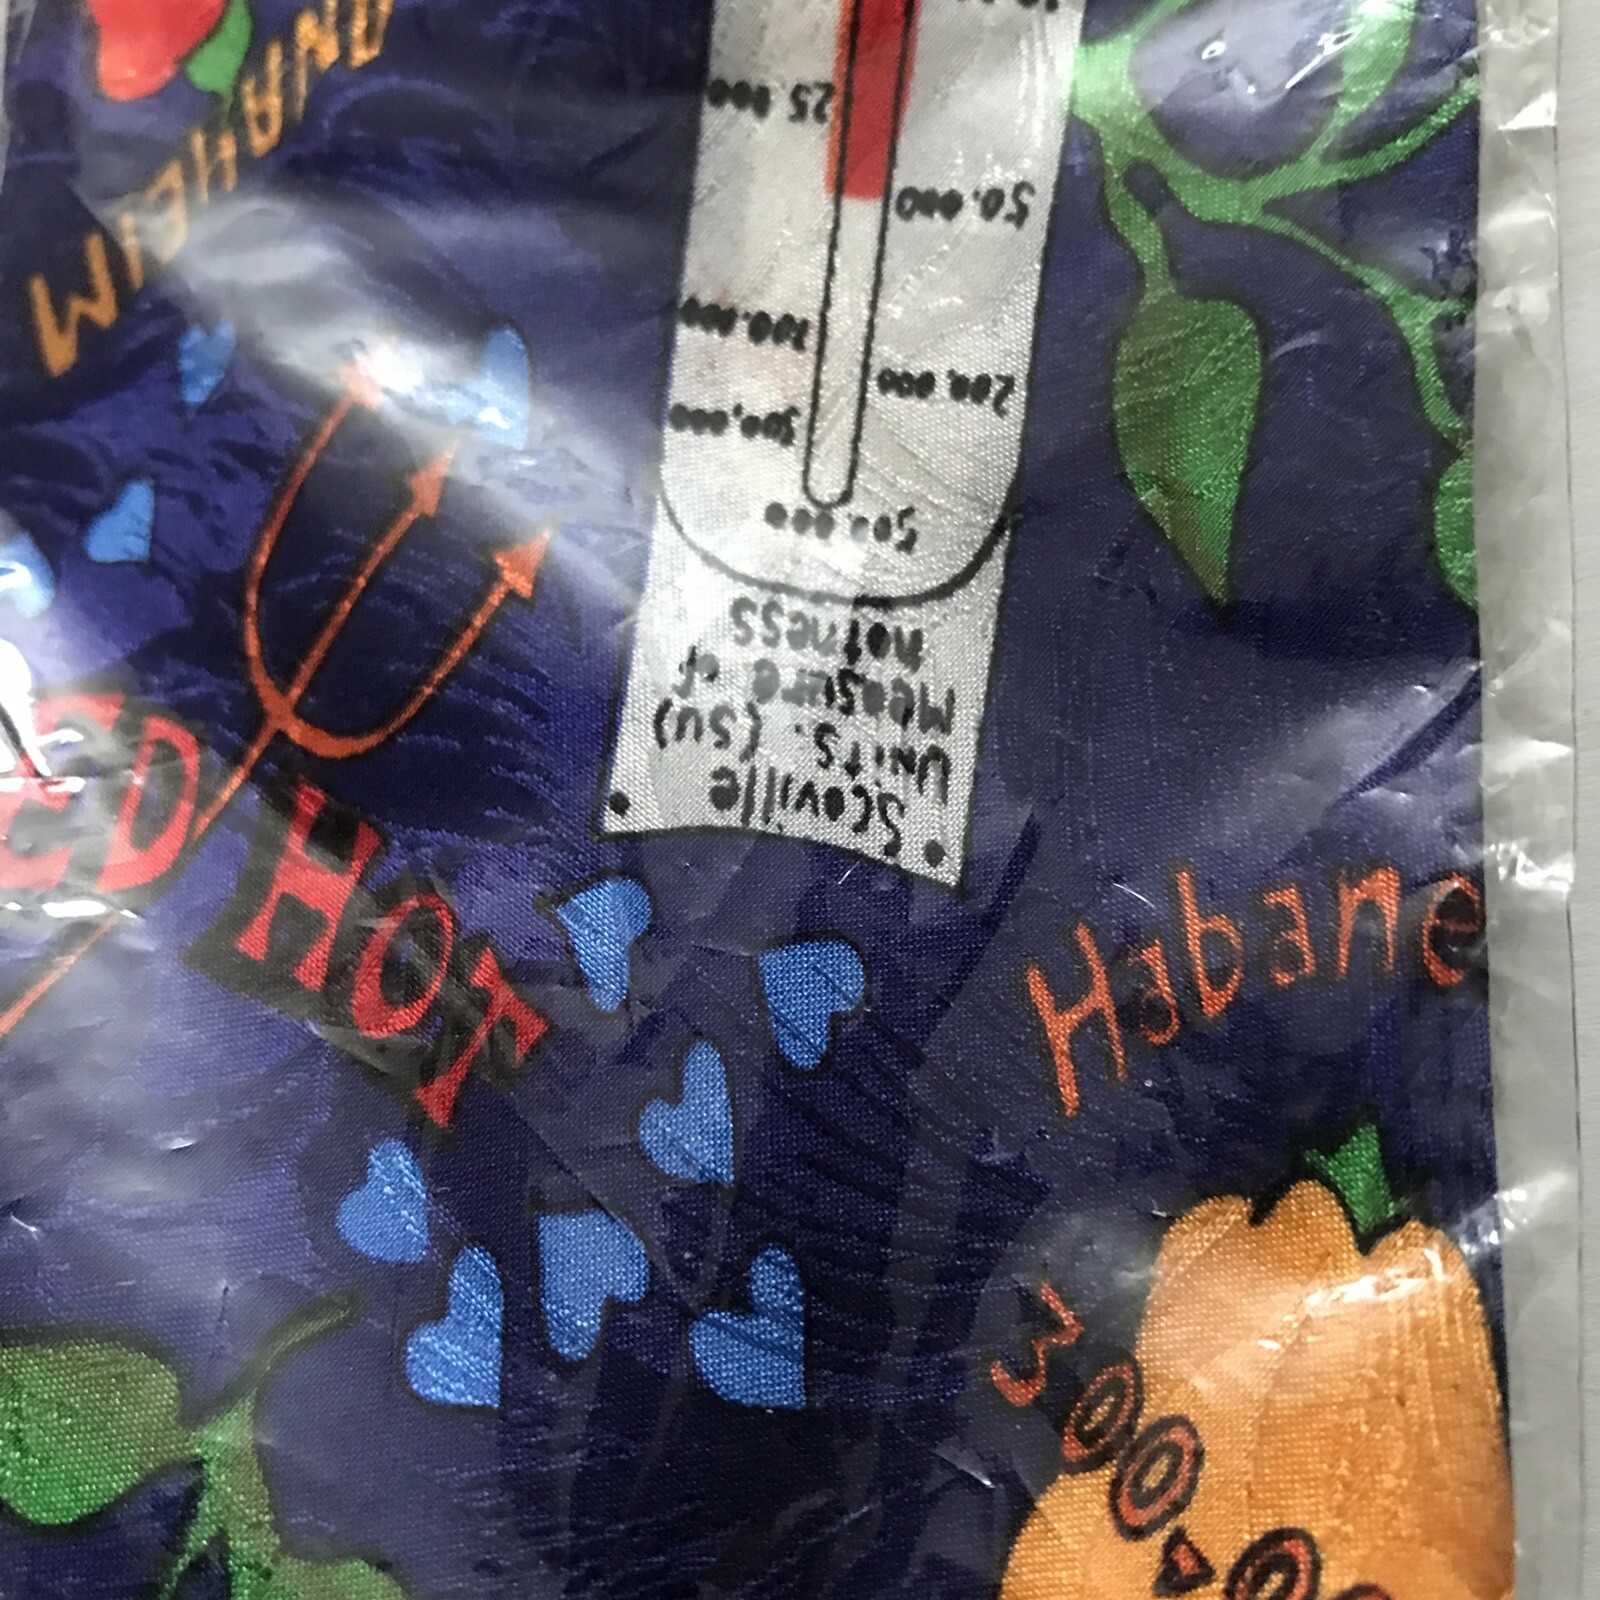 ANAHEIM
25.000
50.000
100.000
200.000
300,000
500.000
Scoville
UNITS. (SU)
Measure of
hotness
ED HOT
Habane
300.00